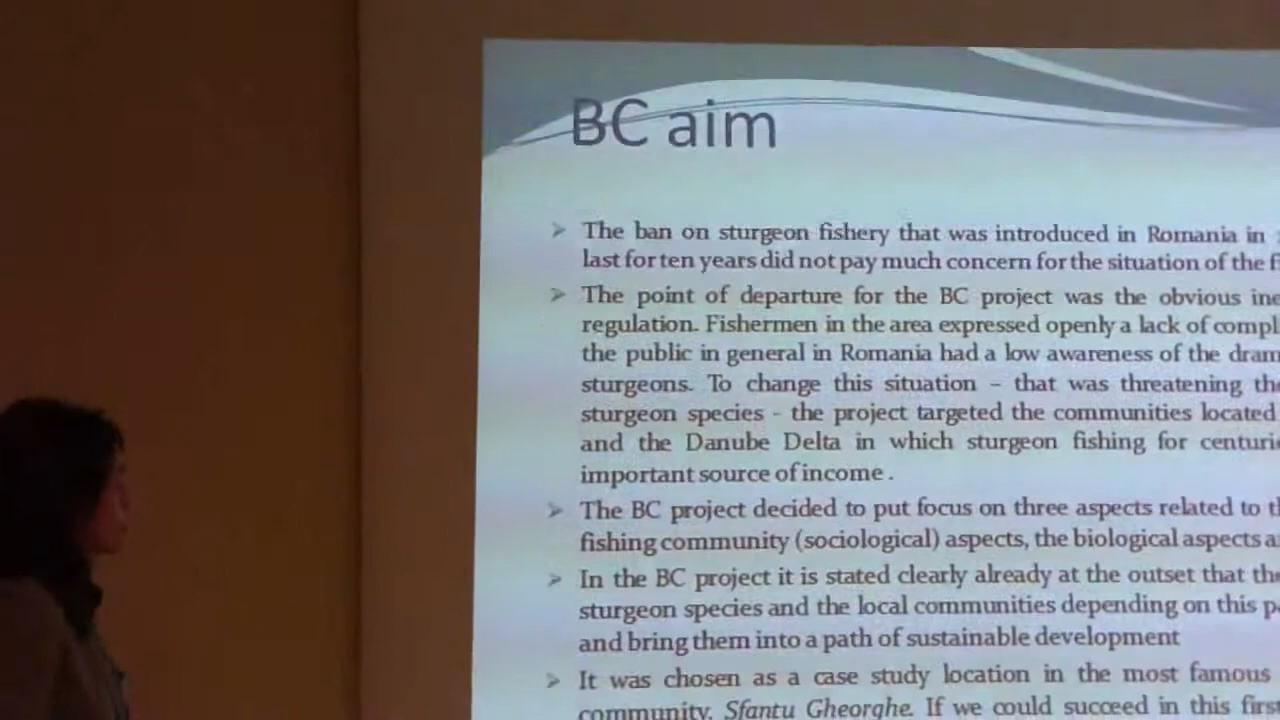 BC aim
The ban on sturgeon fishery that was introduced in Romania in
last for ten years did not pay much concern for the situation of the
The point of departure for the BC project was the obvious
regulation. Fishermen in the area expressed openly a lack of
the public in general in Romania had a low awareness of the
sturgeons. To change this situation – that was threatening
sturgeon species - the project targeted the communities located
and the Danube Delta in which sturgeon fishing for
important source of income .
The BC project decided to put focus on three aspects related to
fishing community (sociological) aspects, the biological aspects
In the BC project it is stated clearly already at the outset that
sturgeon species and the local communities depending on this
and bring them into a path of sustainable development
It was chosen as a case study location in the most famous
community, Sfantu Gheorghe. If we could succeed in this